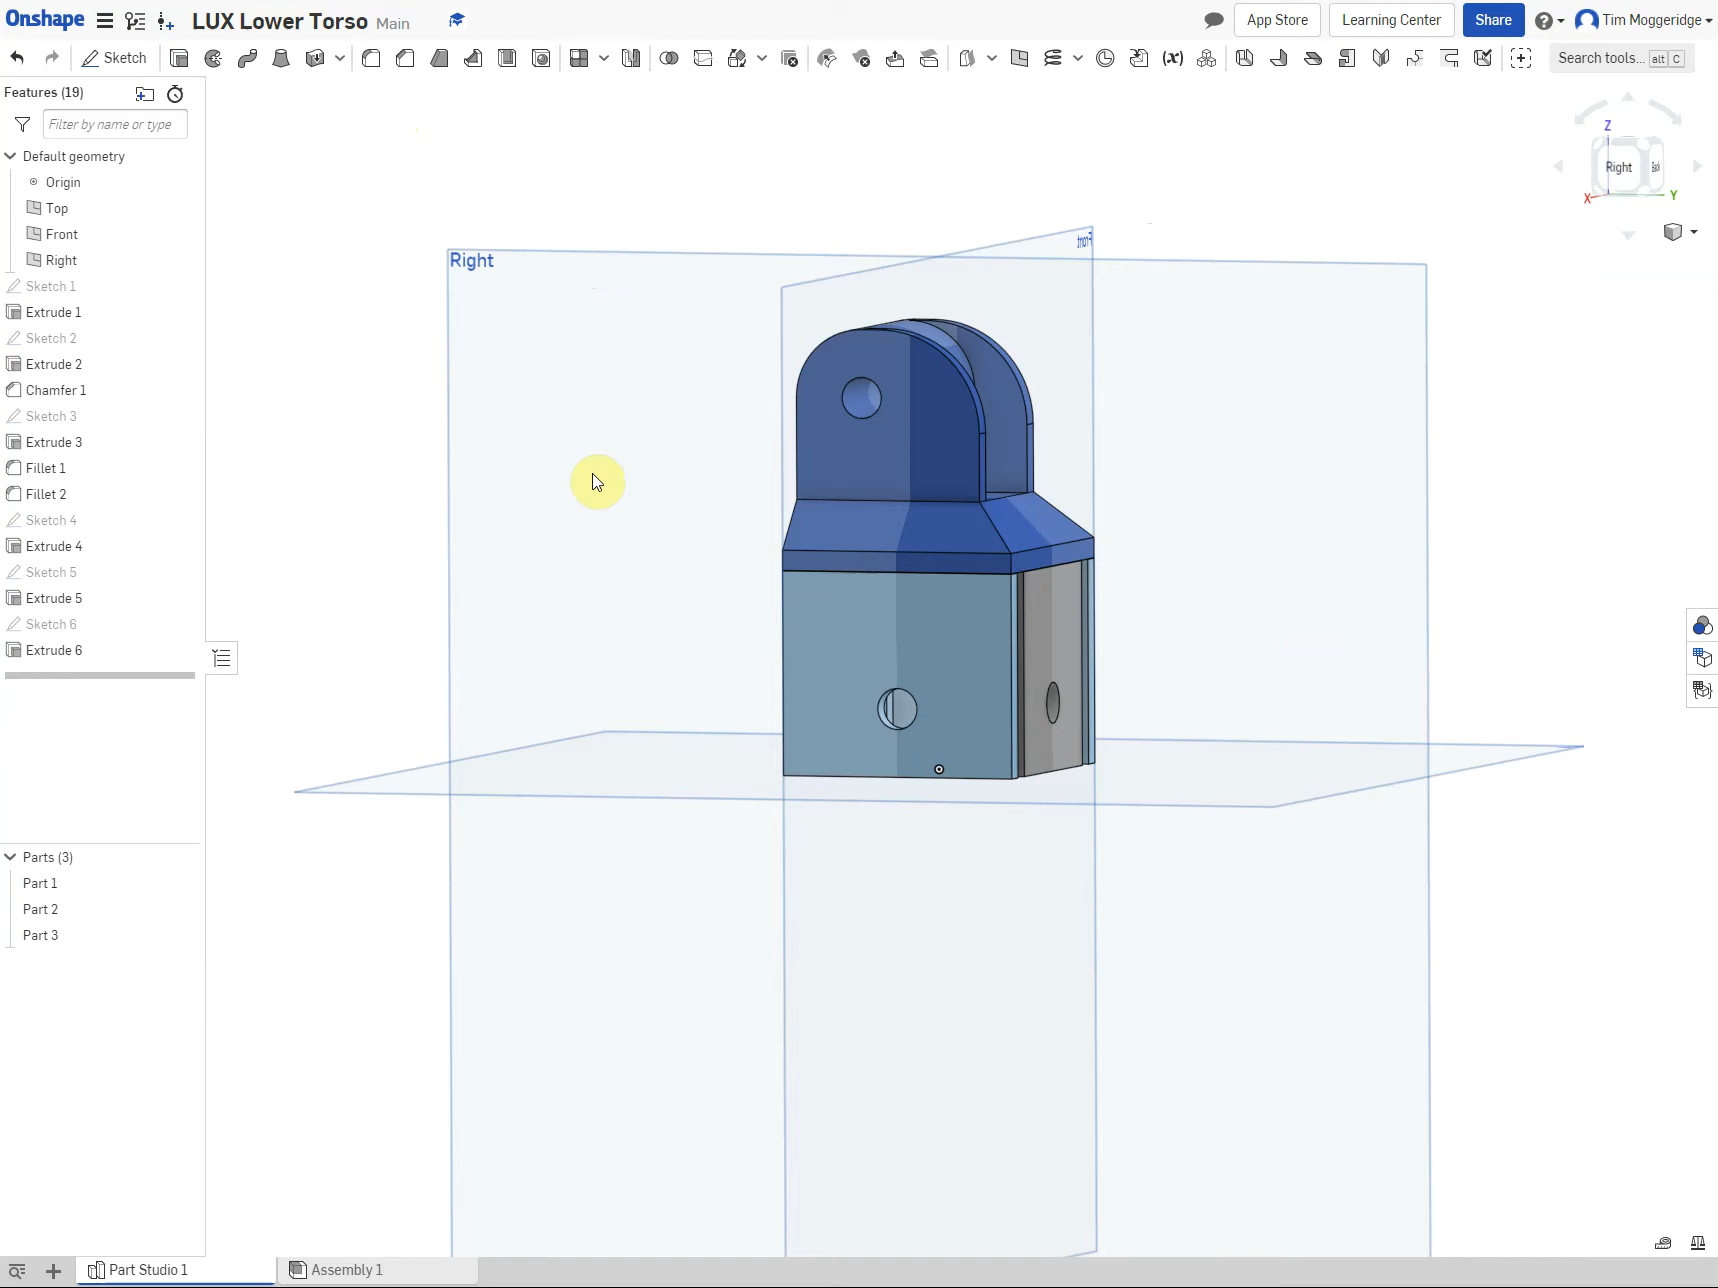 Onshape LUX Lower Torso Main App Store Learning Center Share Tim Moggeridge
Sketch Search tools... alt C
Features (19)
Filter by name or type
Default geometry
Origin
Top
Front
Right
Sketch 1
Extrude 1
Sketch 2
Extrude 2
Chamfer 1
Sketch 3
Extrude 3
Fillet 1
Fillet 2
Sketch 4
Extrude 4
Sketch 5
Extrude 5
Sketch 6
Extrude 6
Parts (3)
Part 1
Part 2
Part 3
Right
Front
Z
Right Back
X Y
Part Studio 1 Assembly 1